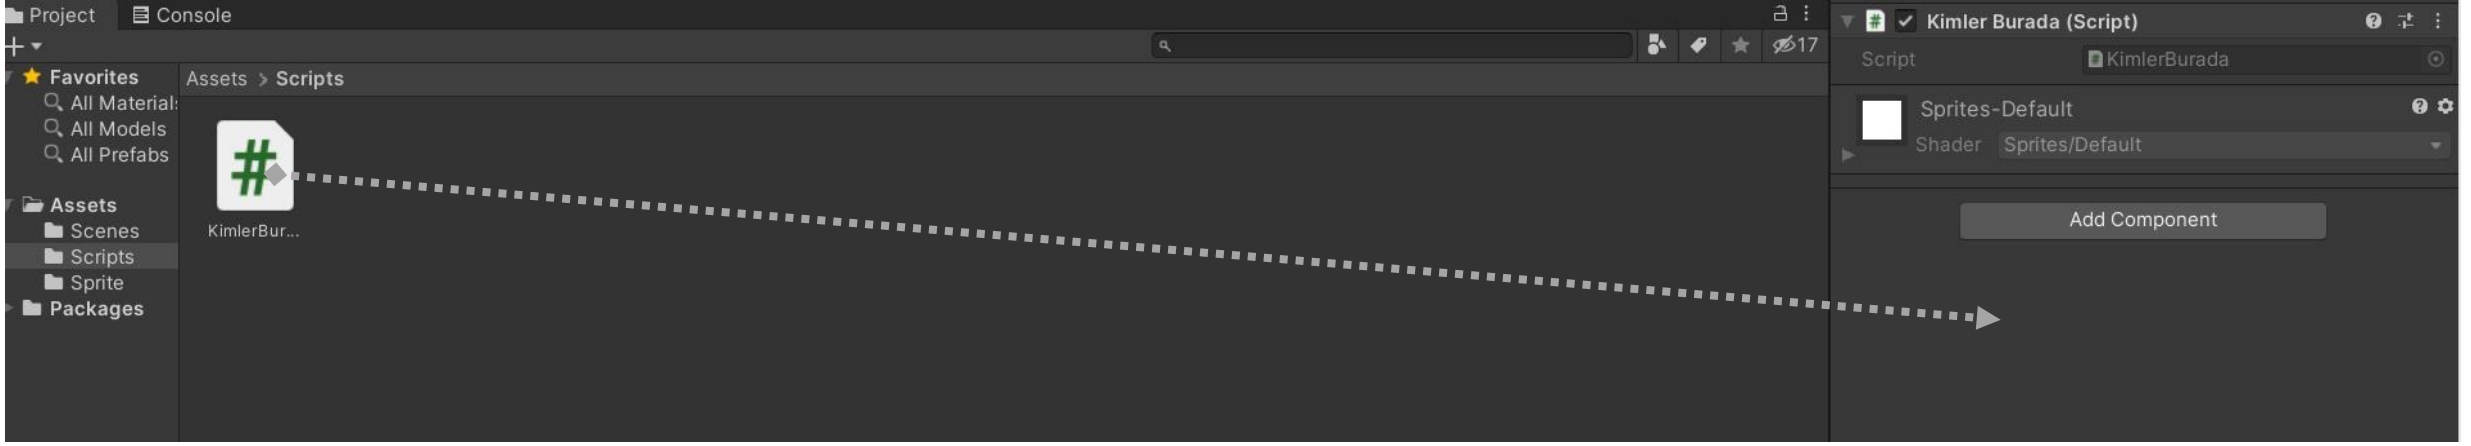 Project
Console
17
Favorites
All Material
All Models
All Prefabs
Assets
Scenes
Scripts
Sprite
Packages
Assets > Scripts
#
KimlerBur...
# Kimler Burada (Script)
Script
# KimlerBurada
Sprites-Default
Shader Sprites/Default
Add Component